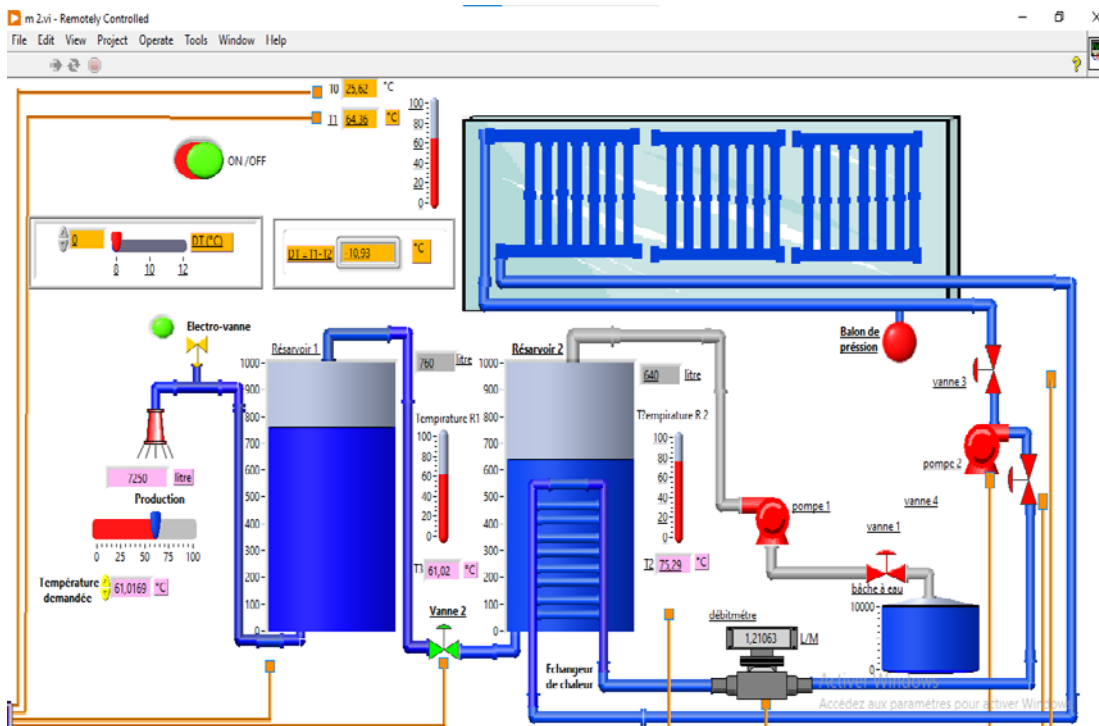 m 2.vi - Remotely Controlled
File Edit View Project Operate Tools Window Help
T0 25,62 °C
T1 64,36 °C
100
80
60
40
20
0
ON /OFF
0
DT(°C)
8 10 12
DT =T1-T2 -10,93 °C
Electro-vanne
Résarvoir 1
1000
900
800
700
600
500
400
300
200
100
0
760 litre
Tempirature R1
100
80
60
40
20
0
T3 61,02 °C
Vanne 2
Résarvoir 2
1000
900
800
700
600
500
400
300
200
100
0
640 litre
TTempirature R 2
100
80
60
40
20
0
T2 75,29 °C
7250 litre
Production
0 25 50 75 100
Température
demandée
61,0169 °C
Balon de
préssion
vanne 3
pompe 2
vanne 4
pompe 1
vanne 1
bâche à eau
10000
0
débitmétre
1,21063 L/M
Echangeur
de chaleur
Activer Windows
Accédez aux paramètres pour activer Windows